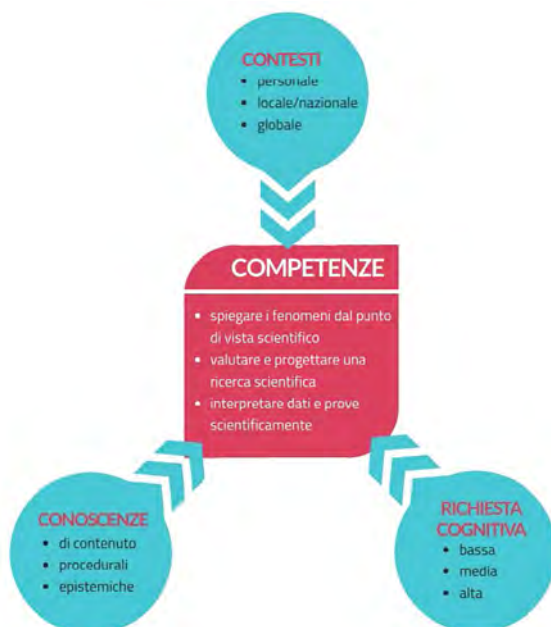 CONTESTI
• personale
• locale/nazionale
• globale
COMPETENZE
• spiegare i fenomeni dal punto
di vista scientifico
• valutare e progettare una
ricerca scientifica
• interpretare dati e prove
scientificamente
CONOSCENZE
• di contenuto
• procedurali
• epistemiche
RICHIESTA
COGNITIVA
• bassa
• media
• alta